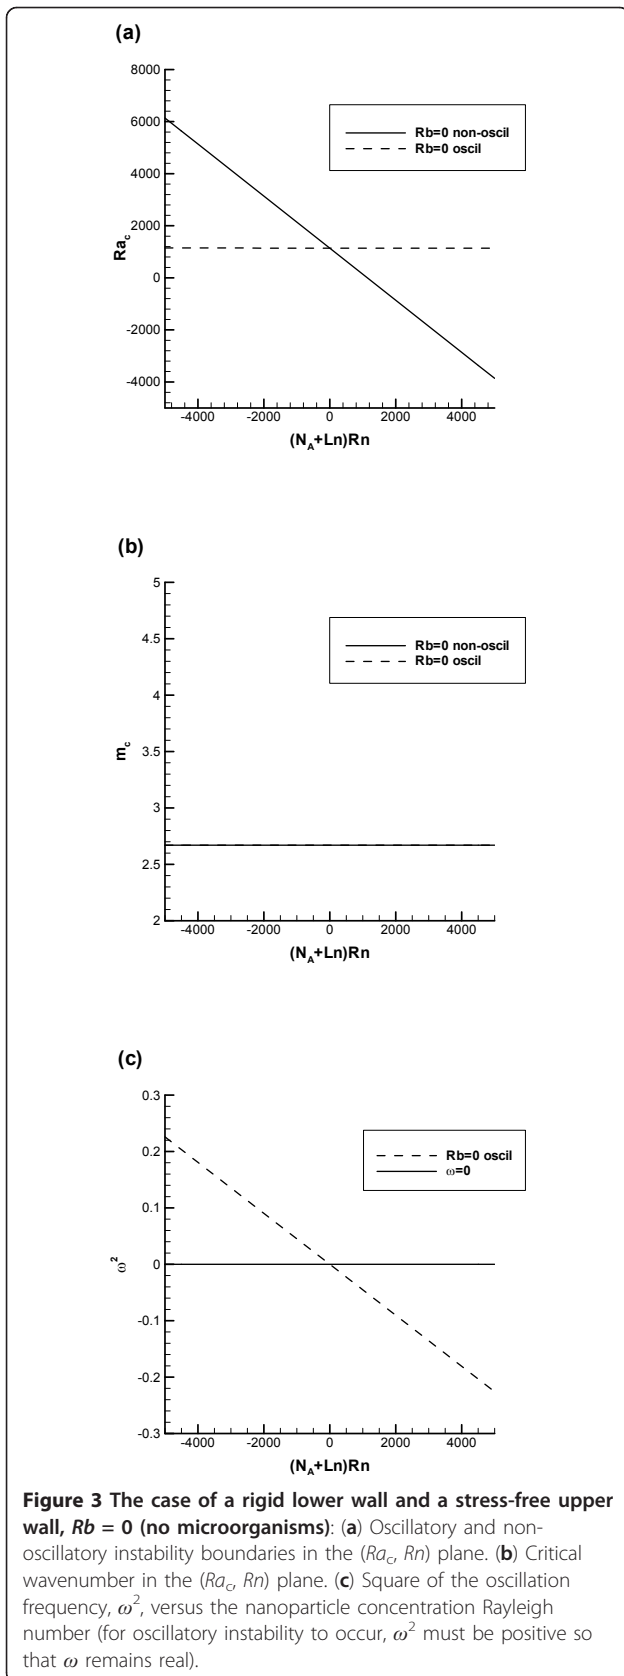 (a)
8000
6000
4000
2000
0
-2000
-4000
Ra_c
Rb=0 non-oscil
Rb=0 oscil
-4000 -2000 0 2000 4000
(N_A+Ln)Rn
(b)
5
4.5
4
3.5
3
2.5
2
m_c
Rb=0 non-oscil
Rb=0 oscil
-4000 -2000 0 2000 4000
(N_A+Ln)Rn
(c)
0.3
0.2
0.1
0
-0.1
-0.2
-0.3
ω²
Rb=0 oscil
ω=0
-4000 -2000 0 2000 4000
(N_A+Ln)Rn
Figure 3 The case of a rigid lower wall and a stress-free upper
wall, Rb = 0 (no microorganisms): (a) Oscillatory and non-
oscillatory instability boundaries in the (Ra_c, Rn) plane. (b) Critical
wavenumber in the (Ra_c, Rn) plane. (c) Square of the oscillation
frequency, ω², versus the nanoparticle concentration Rayleigh
number (for oscillatory instability to occur, ω² must be positive so
that ω remains real).